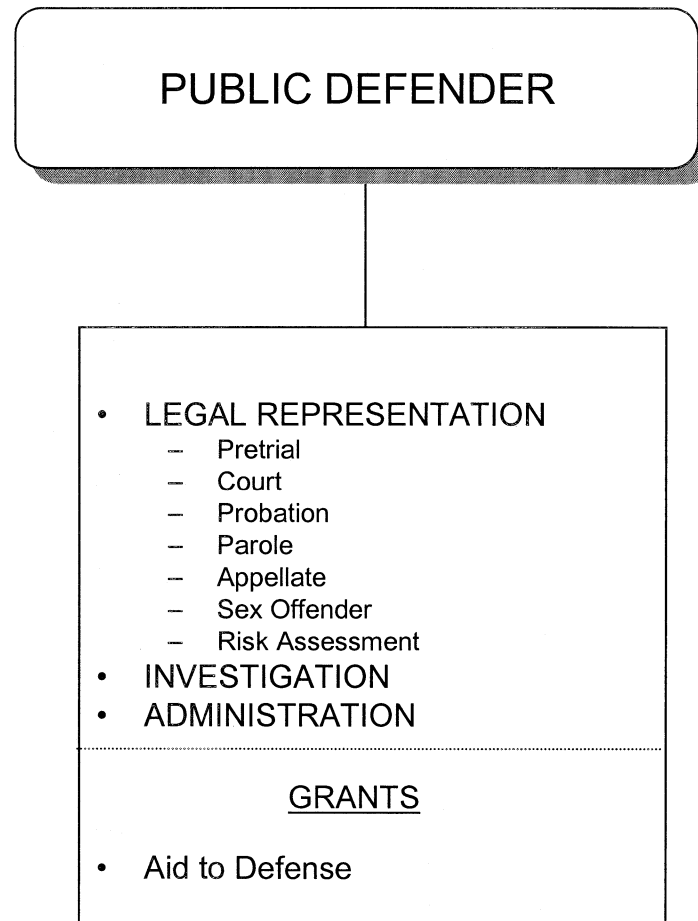 PUBLIC DEFENDER
• LEGAL REPRESENTATION
– Pretrial
– Court
– Probation
– Parole
– Appellate
– Sex Offender
– Risk Assessment
• INVESTIGATION
• ADMINISTRATION
GRANTS
• Aid to Defense